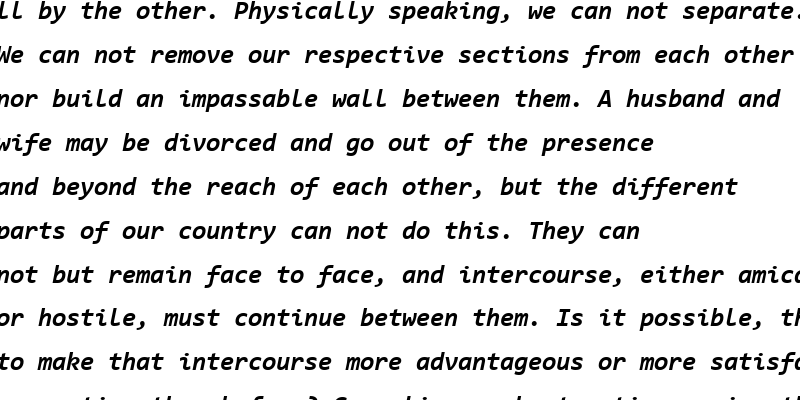 ll by the other. Physically speaking, we can not separate.
We can not remove our respective sections from each other
nor build an impassable wall between them. A husband and
wife may be divorced and go out of the presence
and beyond the reach of each other, but the different
parts of our country can not do this. They can
not but remain face to face, and intercourse, either amica
or hostile, must continue between them. Is it possible, th
to make that intercourse more advantageous or more satisfa